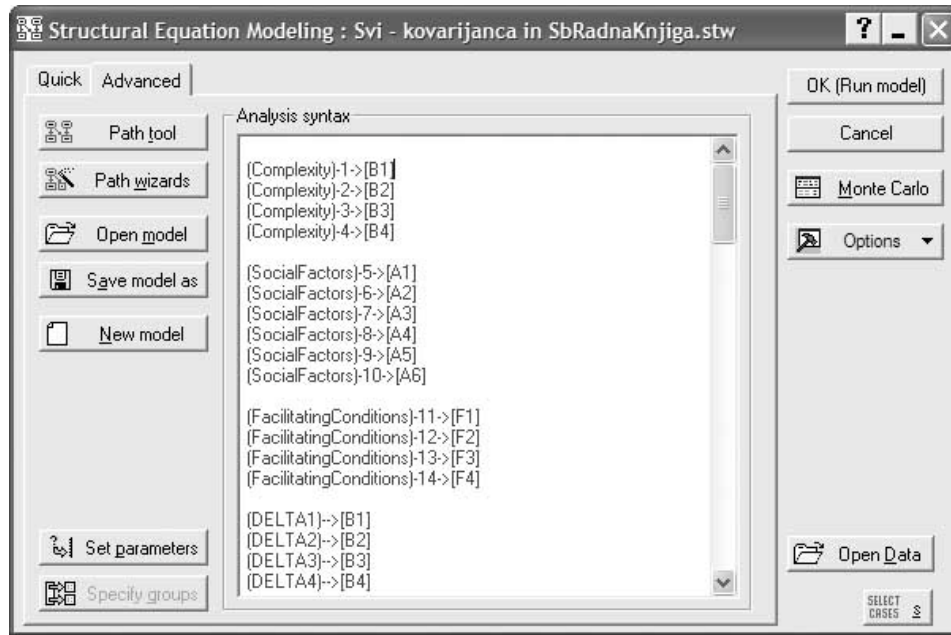 Structural Equation Modeling : Svi - kovarijanca in SbRadnaKnjiga.stw
Quick
Advanced
Path tool
Path wizards
Open model
Save model as
New model
Set parameters
Specify groups
Analysis syntax
(Complexity)-1->[B1]
(Complexity)-2->[B2]
(Complexity)-3->[B3]
(Complexity)-4->[B4]
(SocialFactors)-5->[A1]
(SocialFactors)-6->[A2]
(SocialFactors)-7->[A3]
(SocialFactors)-8->[A4]
(SocialFactors)-9->[A5]
(SocialFactors)-10->[A6]
(FacilitatingConditions)-11->[F1]
(FacilitatingConditions)-12->[F2]
(FacilitatingConditions)-13->[F3]
(FacilitatingConditions)-14->[F4]
(DELTA1)-->[B1]
(DELTA2)-->[B2]
(DELTA3)-->[B3]
(DELTA4)-->[B4]
OK (Run model)
Cancel
Monte Carlo
Options
Open Data
SELECT
CASES S